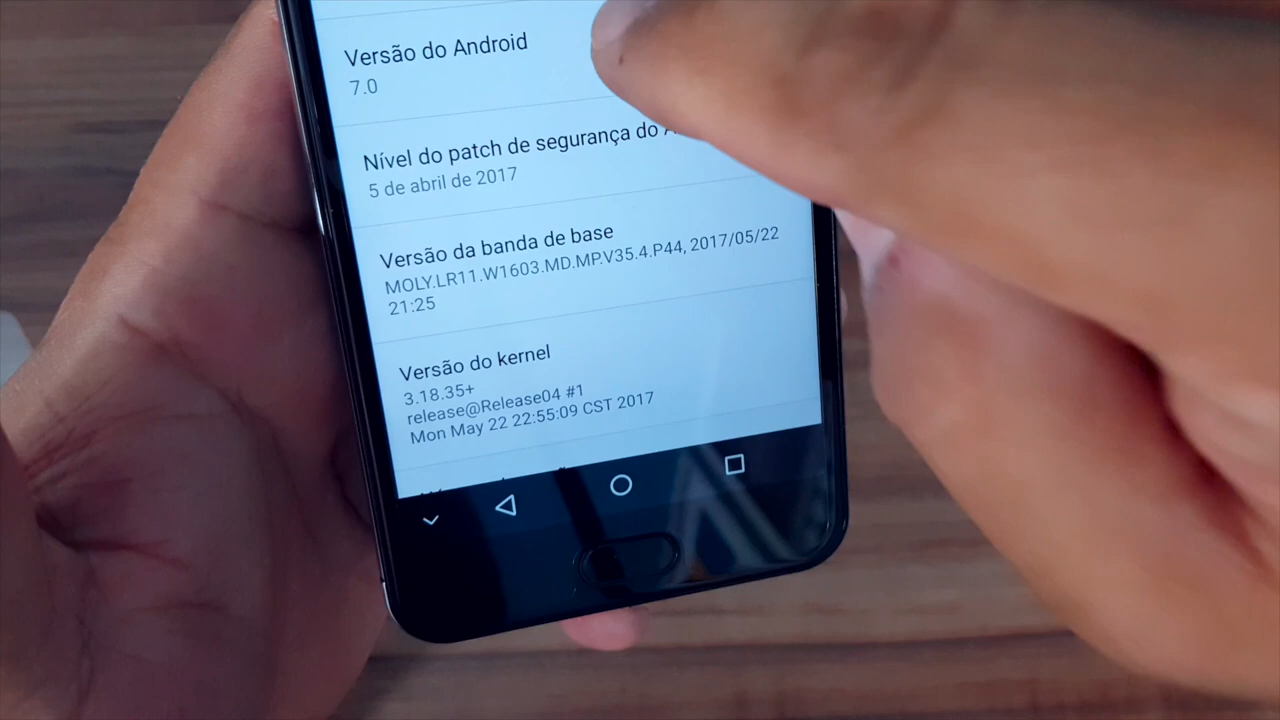 Versão do Android
7.0
Nível do patch de segurança do
5 de abril de 2017
Versão da banda de base
MOLY.LR11.W1603.MD.MP.V35.4.P44, 2017/05/22
21:25
Versão do kernel
3.18.35+
release@Release04 #1
Mon May 22 22:55:09 CST 2017